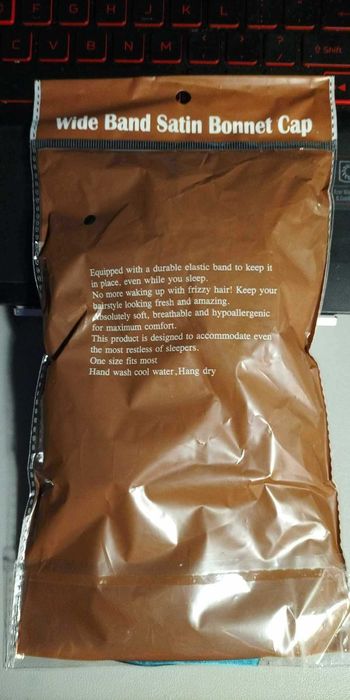 C V B N M < > ?
Shift
Wide Band Satin Bonnet Cap
Equipped with a durable elastic band to keep it
in place, even while you sleep.
No more waking up with frizzy hair! Keep your
hairstyle looking fresh and amazing.
Absolutely soft, breathable and hypoallergenic
for maximum comfort.
This product is designed to accommodate even
the most restless of sleepers.
One size fits most
Hand wash cool water,Hang dry